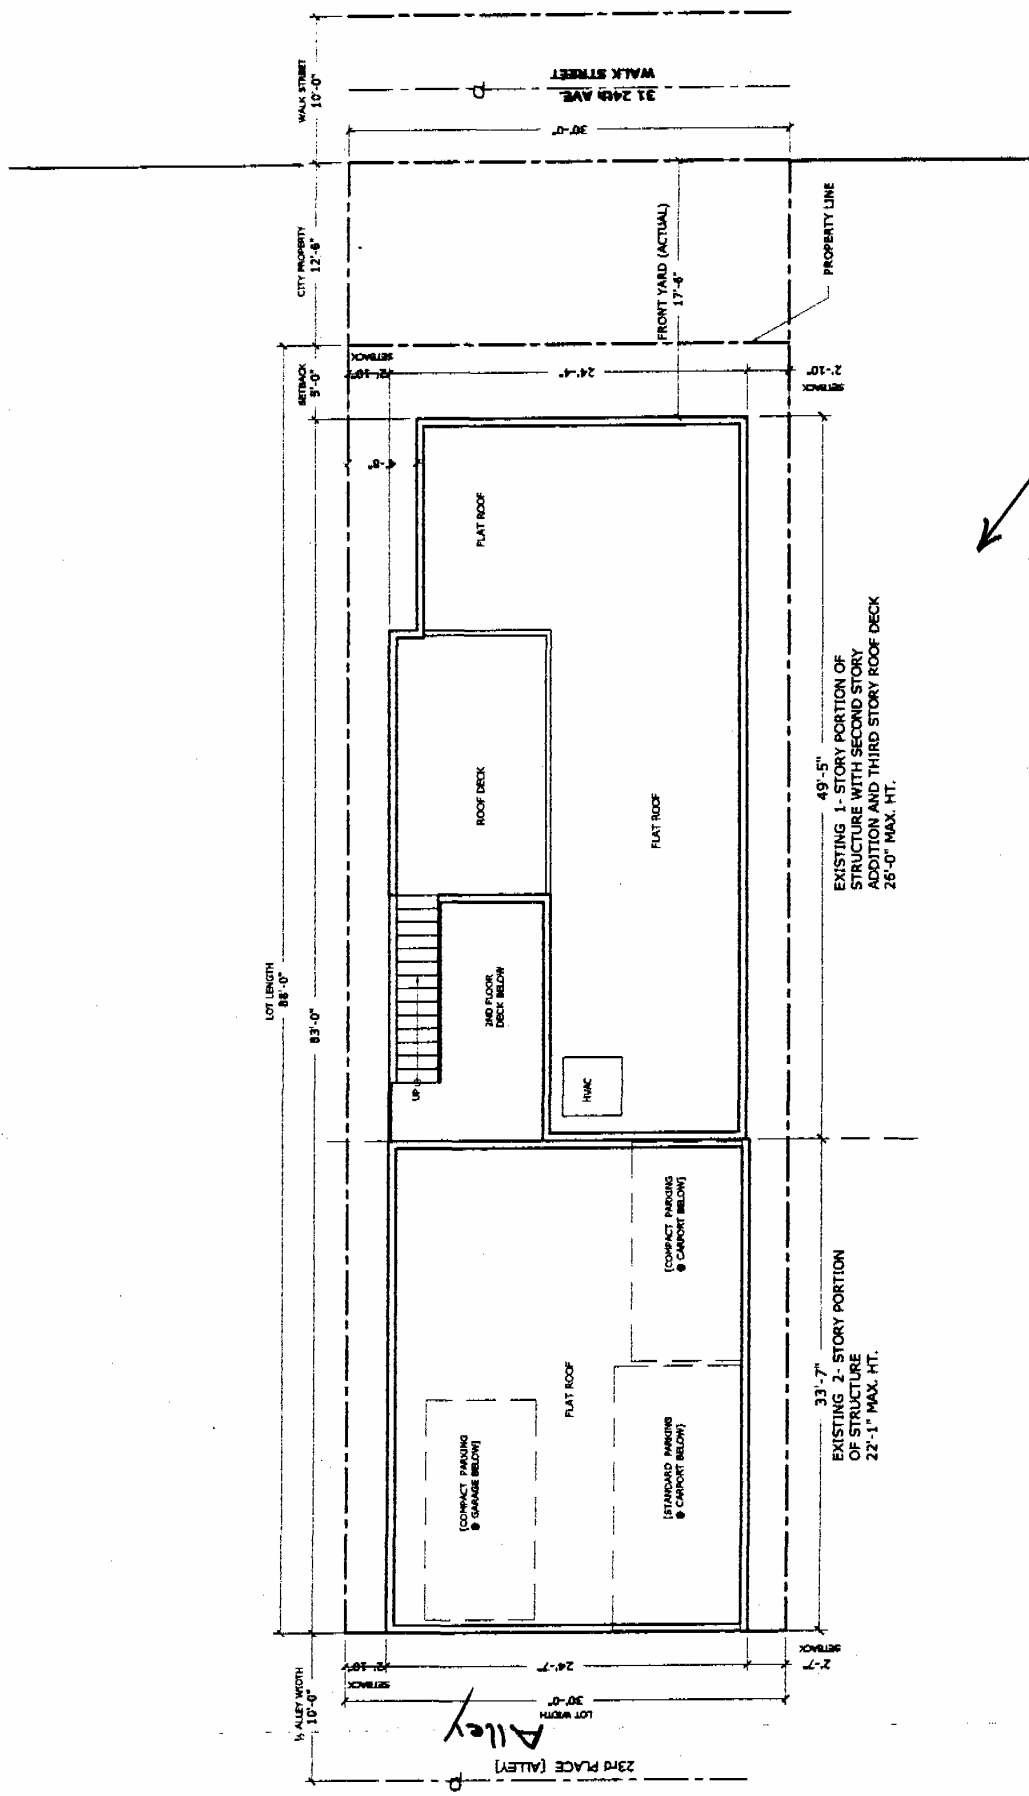 WALK STREET
10'-0"
31 24th AVE.
WALK STREET
30'-0"
CITY PROPERTY
12'-6"
FRONT YARD (ACTUAL)
17'-6"
PROPERTY LINE
SETBACK
5'-0"
SETBACK
2'-10"
24'-4"
2'-10"
SETBACK
LOT LENGTH
88'-0"
83'-0"
FLAT ROOF
ROOF DECK
FLAT ROOF
2ND FLOOR
DECK BELOW
UP
HVAC
49'-5"
EXISTING 1- STORY PORTION OF
STRUCTURE WITH SECOND STORY
ADDITION AND THIRD STORY ROOF DECK
26'-0" MAX. HT.
[COMPACT PARKING
@ CARPORT BELOW]
FLAT ROOF
[COMPACT PARKING
@ GARAGE BELOW]
[STANDARD PARKING
@ CARPORT BELOW]
33'-7"
EXISTING 2- STORY PORTION
OF STRUCTURE
22'-1" MAX. HT.
½ ALLEY WIDTH
10'-0"
SETBACK
2'-10"
24'-7"
2'-7"
SETBACK
30'-0"
LOT WIDTH
Alley
23rd PLACE [ALLEY]